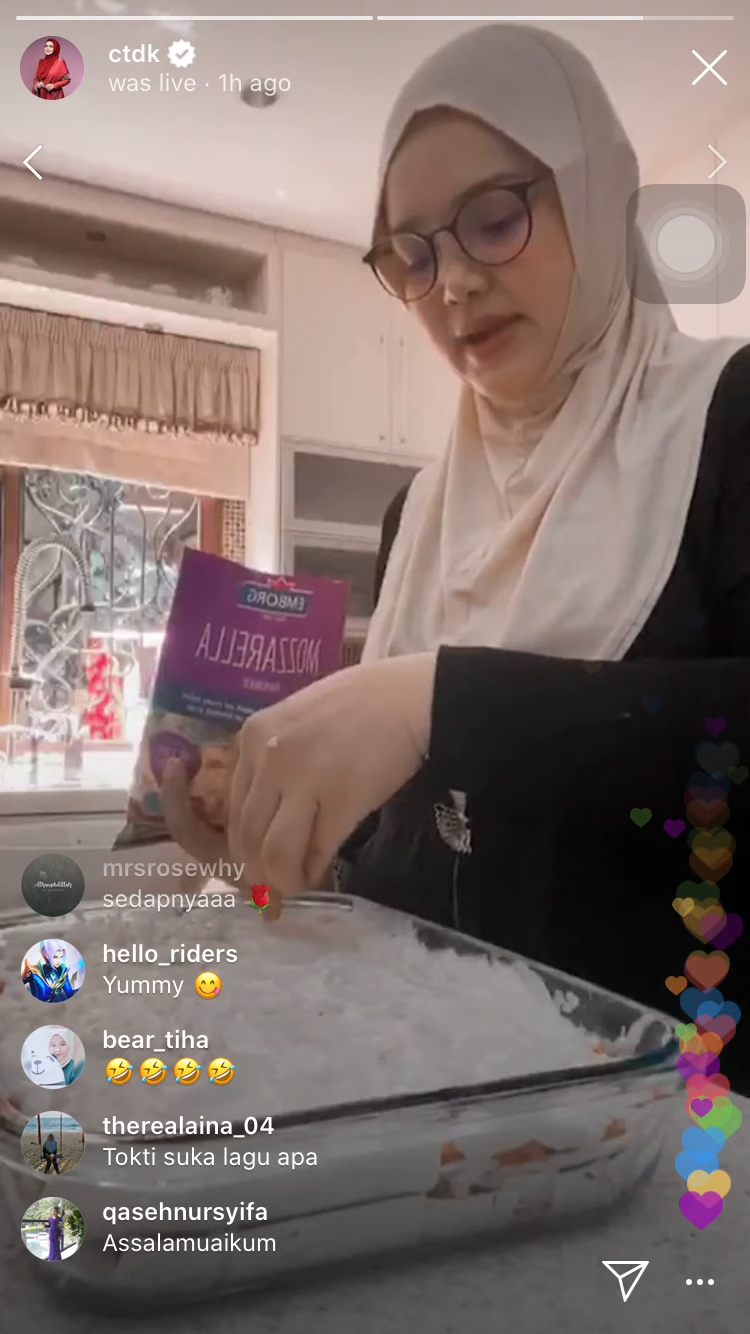 ctdk
was live · 1h ago
EMBORG
MOZZARELLA
mrsrosewhy
sedapnyaaa 🌹
hello_riders
Yummy 😋
bear_tiha
🤣 🤣 🤣 🤣
therealaina_04
Tokti suka lagu apa
qasehnursyifa
Assalamuaikum